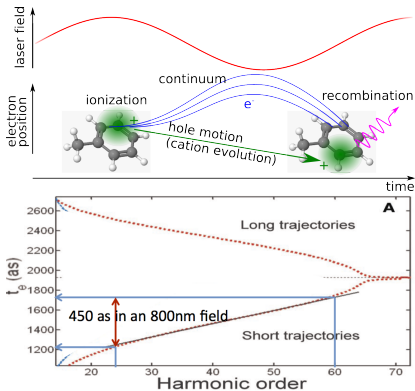 laser field
continuum
ionization
e-
recombination
+
hole motion
(cation evolution)
+
electron
position
time
A
2600
2400
2200
2000
1800
1600
1400
1200
te (as)
Long trajectories
450 as in an 800nm field
Short trajectories
20 30 40 50 60 70
Harmonic order